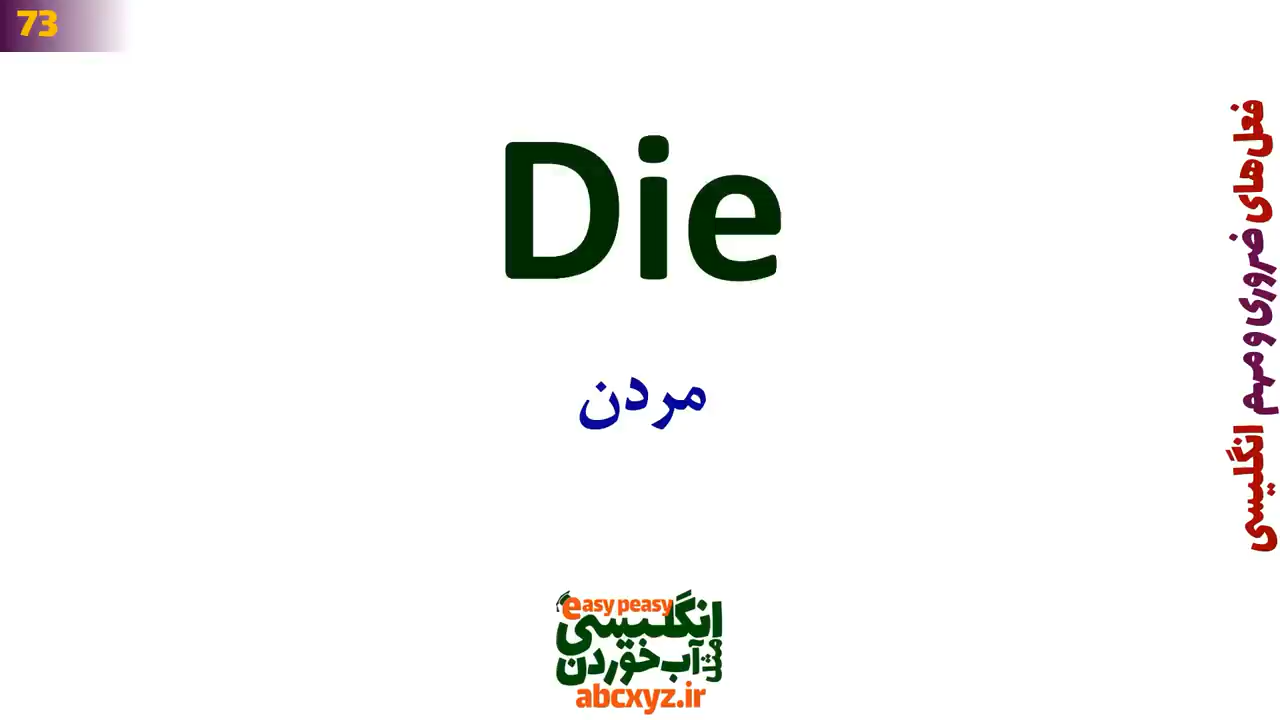 73
Die
مردن
فعل‌های ضروری و مهم انگلیسی
easy peasy
انگلیسی
مثل آب خوردن
abcxyz.ir